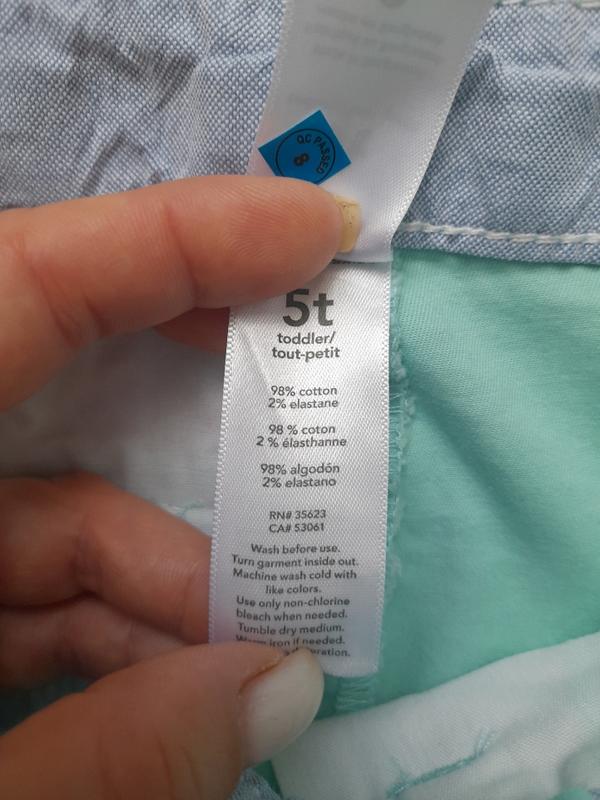 QC PASSED
8
5t
toddler/
tout-petit
98% cotton
2% elastane
98 % coton
2 % élasthanne
98% algodón
2% elastano
RN# 35623
CA# 53061
Wash before use.
Turn garment inside out.
Machine wash cold with
like colors.
Use only non-chlorine
bleach when needed.
Tumble dry medium.
Warm iron if needed.